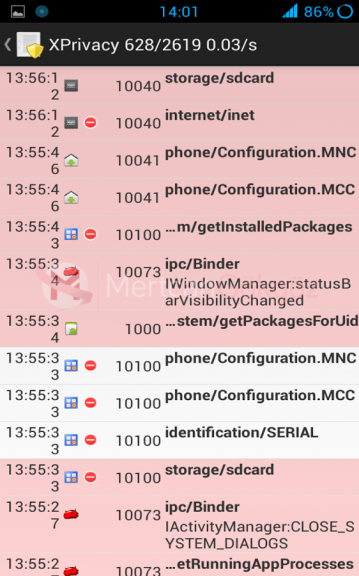 14:01
86%
XPrivacy 628/2619 0.03/s
13:56:1
2
10040
storage/sdcard
13:56:1
2
10040
internet/inet
13:55:4
6
10041
phone/Configuration.MNC
13:55:4
6
10041
phone/Configuration.MCC
13:55:4
3
10100
…m/getInstalledPackages
13:55:3
4
10073
ipc/Binder
IWindowManager:statusB
arVisibilityChanged
13:55:3
4
1000
…stem/getPackagesForUid
13:55:3
3
10100
phone/Configuration.MNC
13:55:3
3
10100
phone/Configuration.MCC
13:55:3
3
10100
identification/SERIAL
13:55:3
3
10100
storage/sdcard
13:55:2
7
10073
ipc/Binder
IActivityManager:CLOSE_S
YSTEM_DIALOGS
13:55:2
7
10073
…etRunningAppProcesses